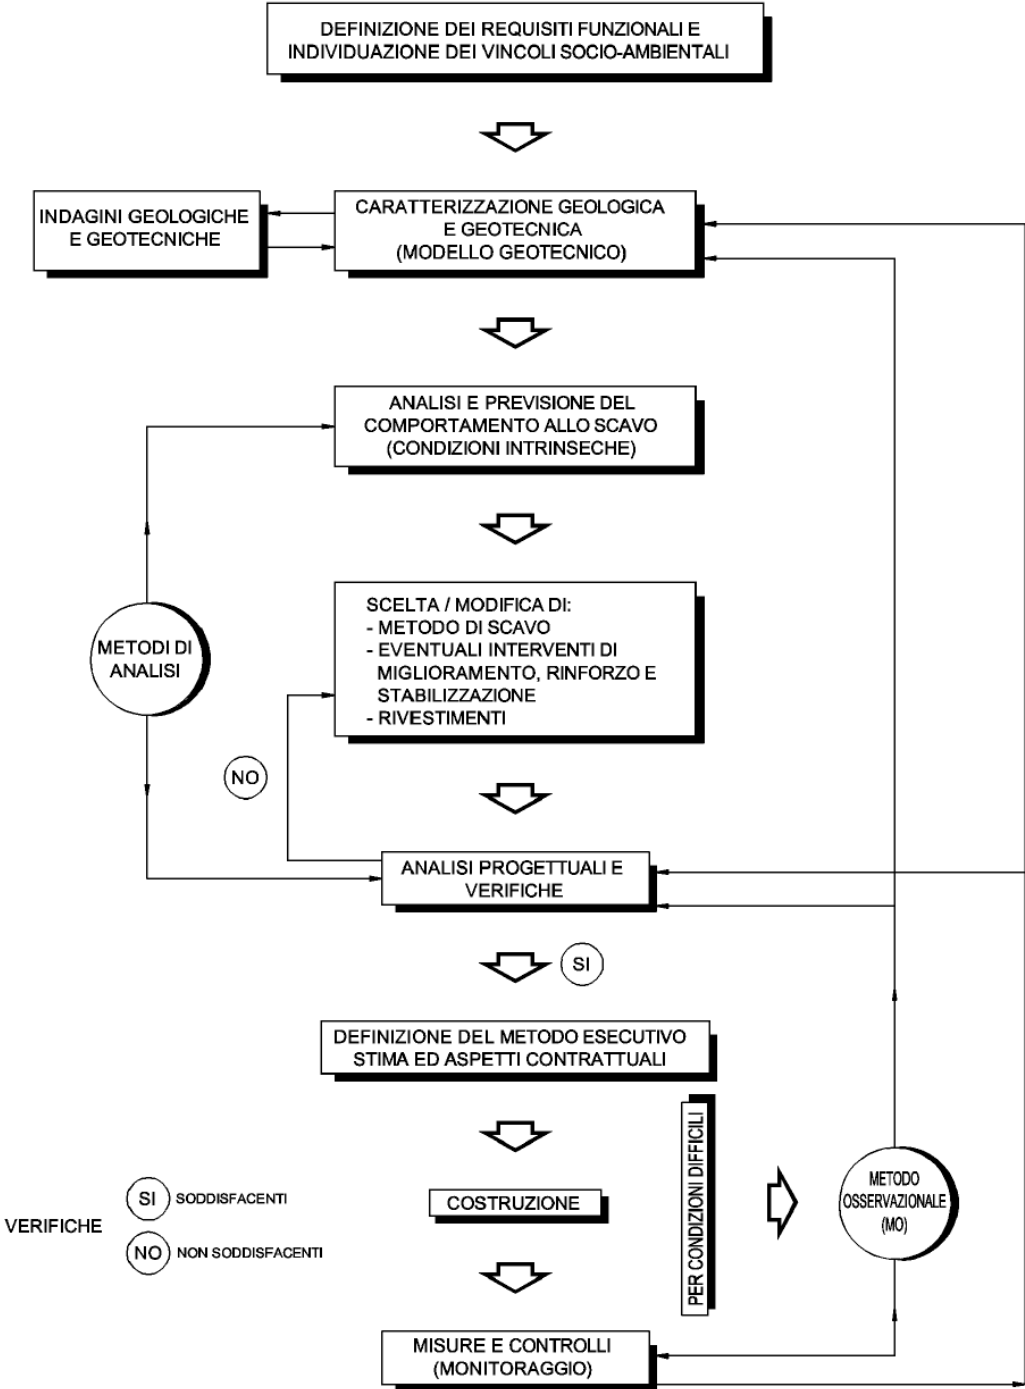 DEFINIZIONE DEI REQUISITI FUNZIONALI E
INDIVIDUAZIONE DEI VINCOLI SOCIO-AMBIENTALI
INDAGINI GEOLOGICHE
E GEOTECNICHE
CARATTERIZZAZIONE GEOLOGICA
E GEOTECNICA
(MODELLO GEOTECNICO)
ANALISI E PREVISIONE DEL
COMPORTAMENTO ALLO SCAVO
(CONDIZIONI INTRINSECHE)
METODI DI
ANALISI
SCELTA / MODIFICA DI:
- METODO DI SCAVO
- EVENTUALI INTERVENTI DI
MIGLIORAMENTO, RINFORZO E
STABILIZZAZIONE
- RIVESTIMENTI
NO
ANALISI PROGETTUALI E
VERIFICHE
SI
DEFINIZIONE DEL METODO ESECUTIVO
STIMA ED ASPETTI CONTRATTUALI
PER CONDIZIONI DIFFICILI
METODO
OSSERVAZIONALE
(MO)
COSTRUZIONE
VERIFICHE
SI SODDISFACENTI
NO NON SODDISFACENTI
MISURE E CONTROLLI
(MONITORAGGIO)